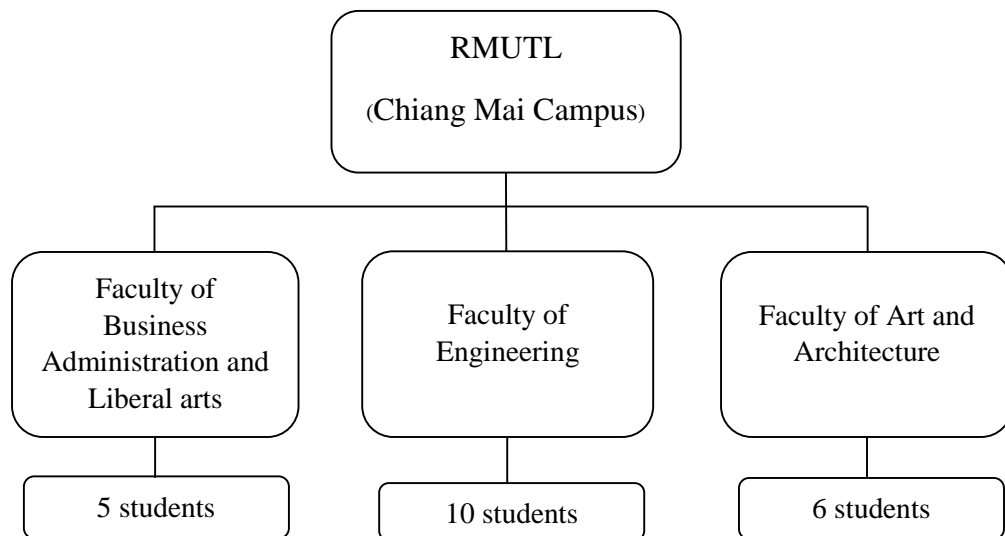 RMUTL
(Chiang Mai Campus)
Faculty of
Business
Administration and
Liberal arts
Faculty of
Engineering
Faculty of Art and
Architecture
5 students
10 students
6 students